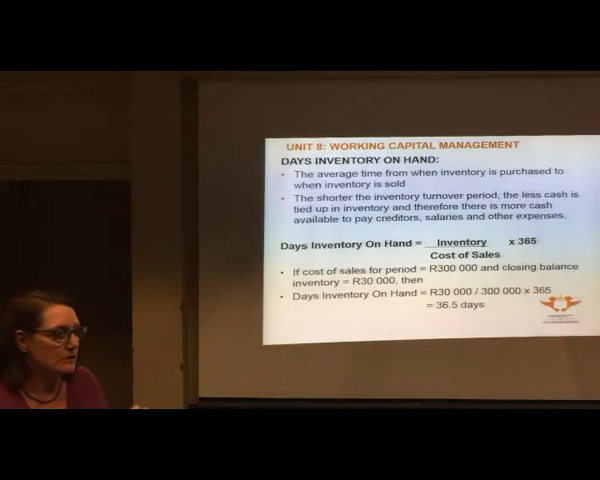 UNIT 8: WORKING CAPITAL MANAGEMENT
DAYS INVENTORY ON HAND:
• The average time from when inventory is purchased to
when inventory is sold
• The shorter the inventory turnover period, the less cash is
tied up in inventory and therefore there is more cash
available to pay creditors, salaries and other expenses.
Days Inventory On Hand = Inventory x 365
Cost of Sales
• If cost of sales for period = R300 000 and closing balance
inventory = R30 000, then
• Days Inventory On Hand = R30 000 / 300 000 x 365
= 36.5 days
UNIVERSITY
OF
JOHANNESBURG